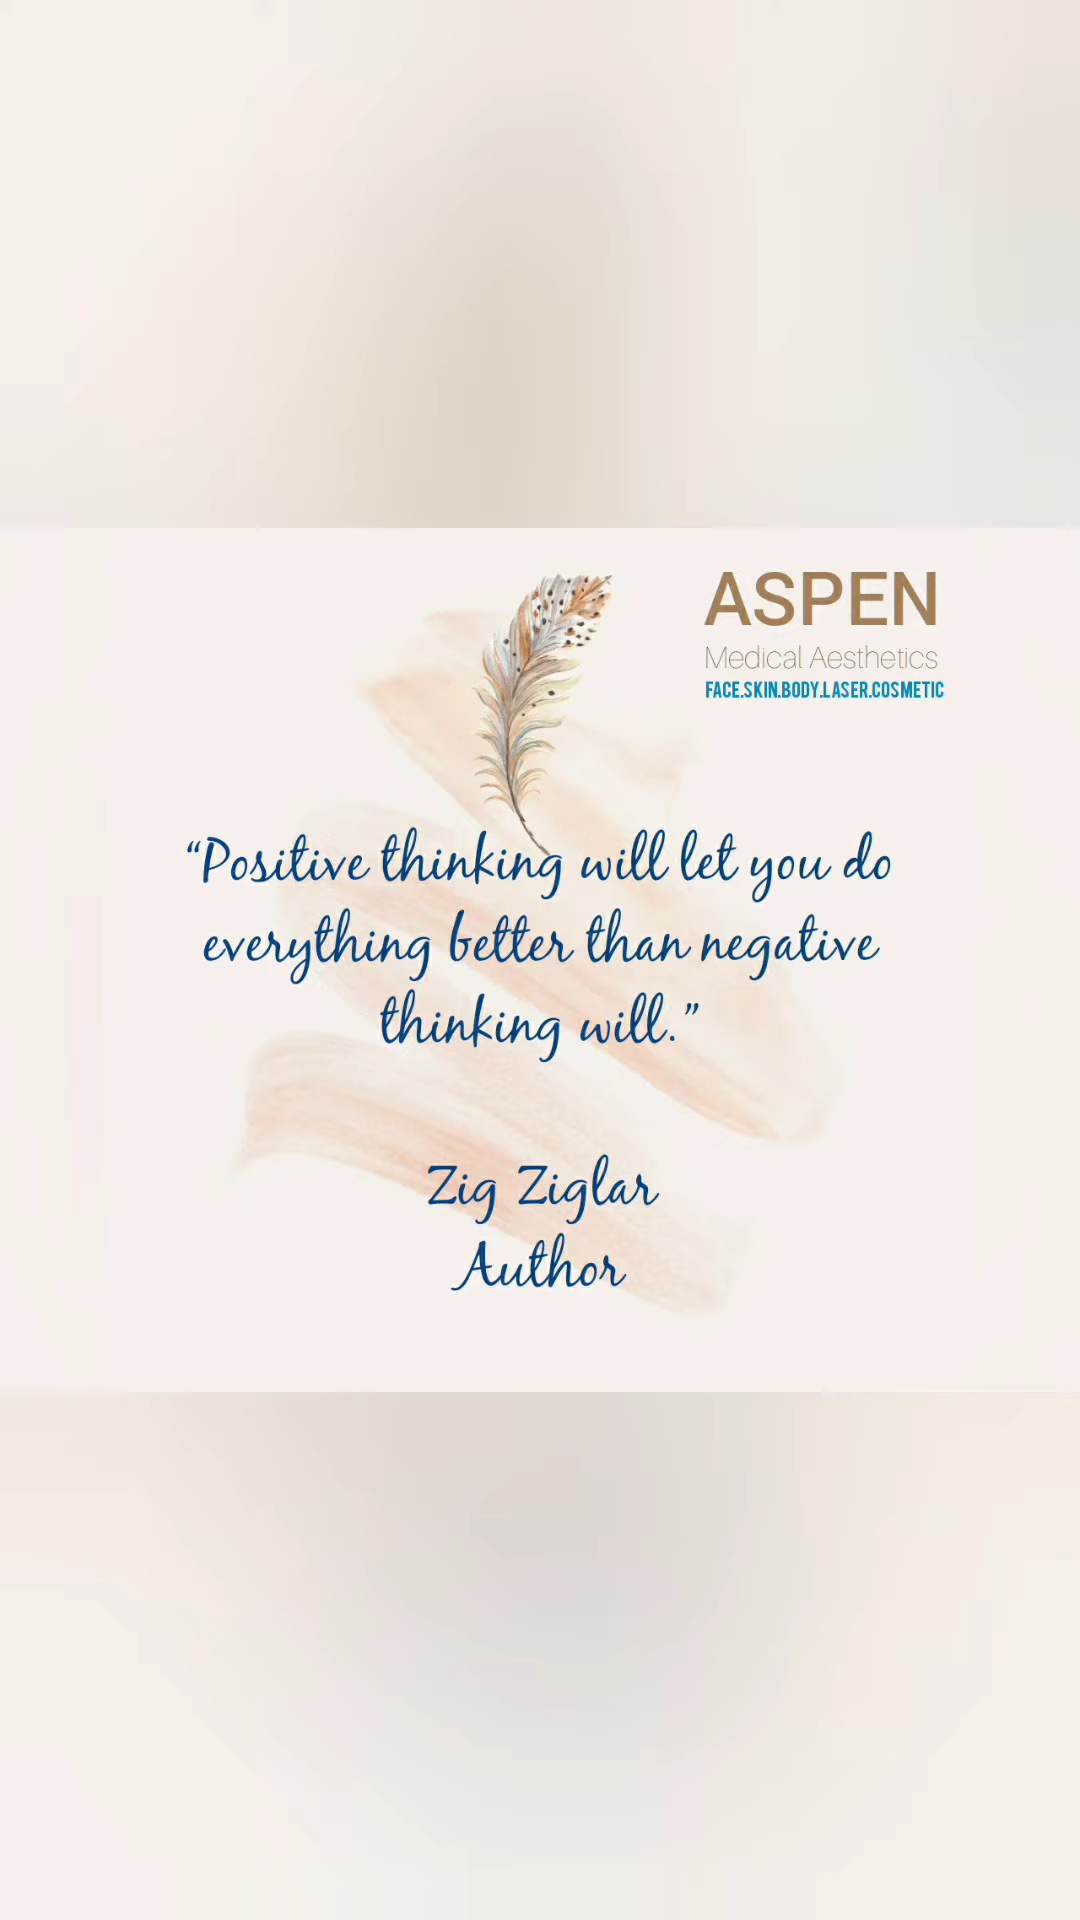 ASPEN
Medical Aesthetics
FACE.SKIN.BODY.LASER.COSMETIC
“Positive thinking will let you do
everything better than negative
thinking will.”
Zig Ziglar
Author